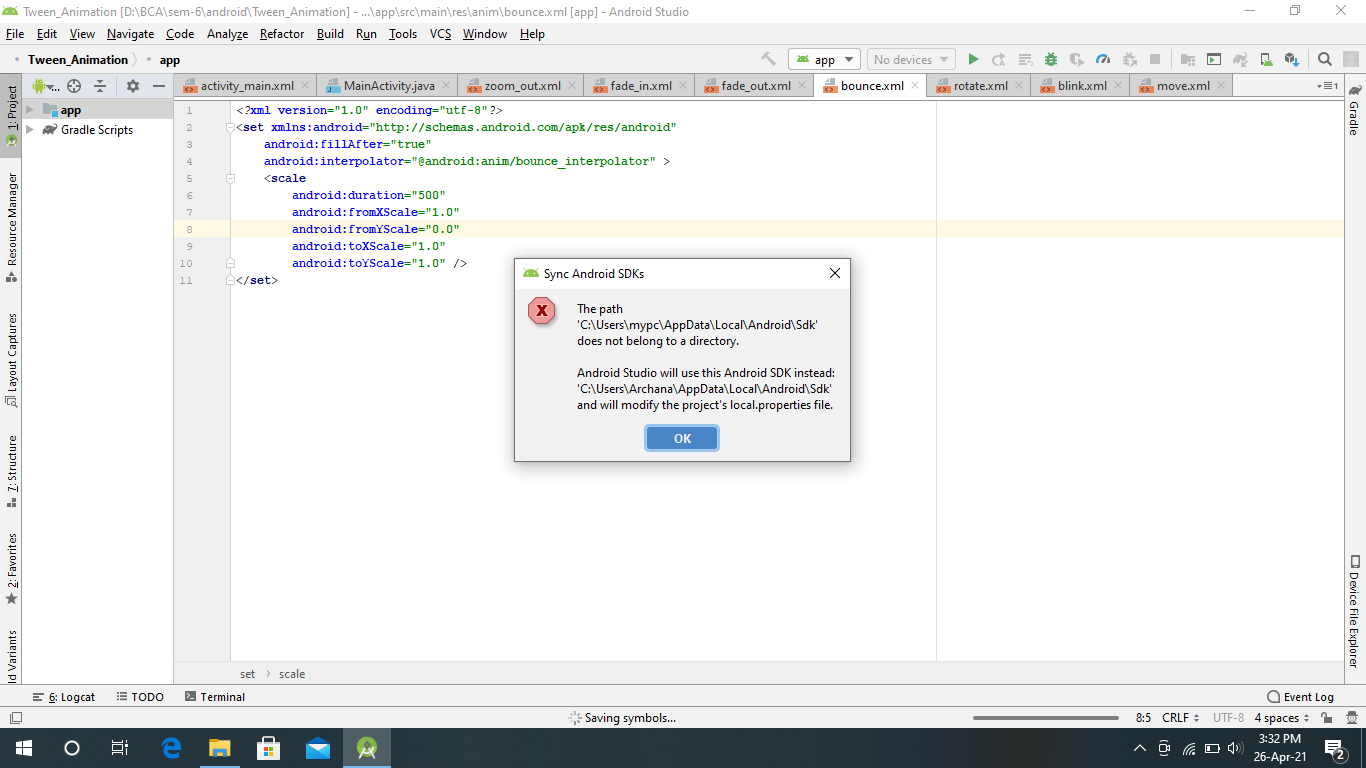 Tween_Animation [D:\BCA\sem-6\android\Tween_Animation] - ...\app\src\main\res\anim\bounce.xml [app] - Android Studio
File Edit View Navigate Code Analyze Refactor Build Run Tools VCS Window Help
Tween_Animation app
app No devices
activity_main.xml MainActivity.java zoom_out.xml fade_in.xml fade_out.xml bounce.xml rotate.xml blink.xml move.xml
1
1: Project
Resource Manager
Layout Captures
7: Structure
2: Favorites
ld Variants
app
Gradle Scripts
1 <?xml version="1.0" encoding="utf-8"?>
2 <set xmlns:android="http://schemas.android.com/apk/res/android"
3 android:fillAfter="true"
4 android:interpolator="@android:anim/bounce_interpolator" >
5 <scale
6 android:duration="500"
7 android:fromXScale="1.0"
8 android:fromYScale="0.0"
9 android:toXScale="1.0"
10 android:toYScale="1.0" />
11 </set>
Sync Android SDKs
X
The path
'C:\Users\mypc\AppData\Local\Android\Sdk'
does not belong to a directory.
Android Studio will use this Android SDK instead:
'C:\Users\Archana\AppData\Local\Android\Sdk'
and will modify the project's local.properties file.
OK
Gradle
Device File Explorer
set scale
6: Logcat TODO Terminal Event Log
Saving symbols... 8:5 CRLF UTF-8 4 spaces
3:32 PM
26-Apr-21
2